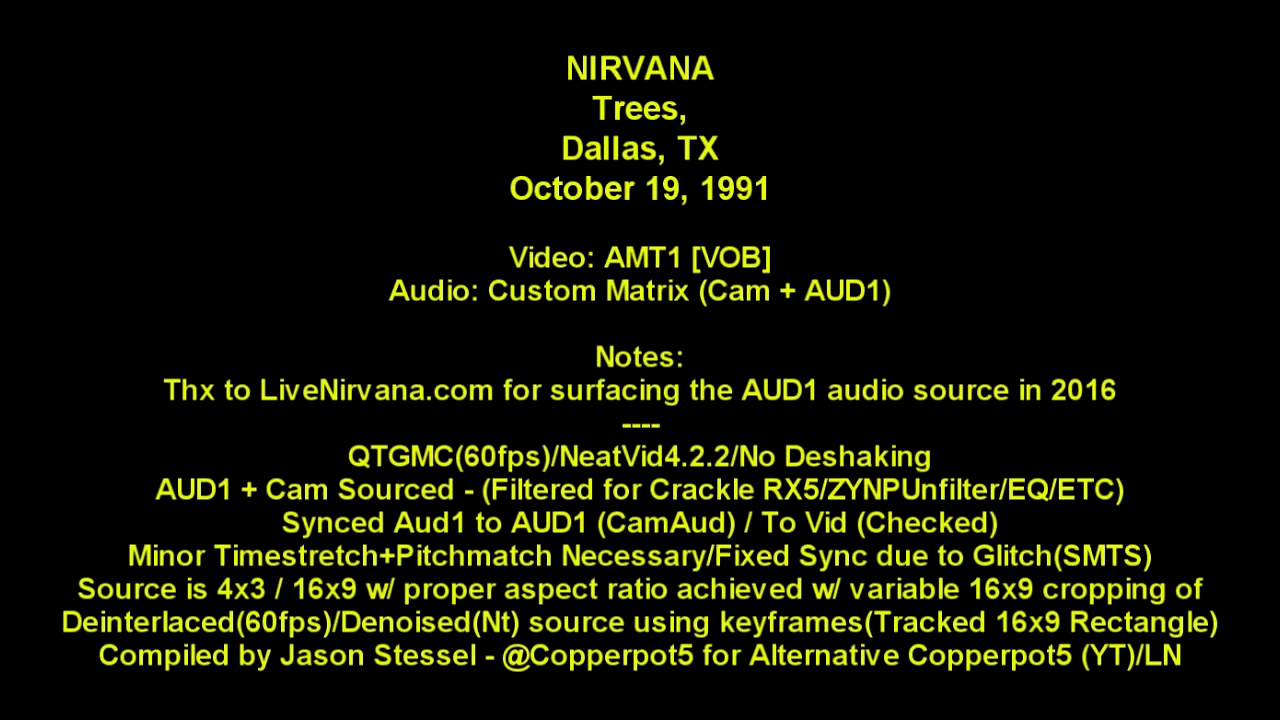 NIRVANA
Trees,
Dallas, TX
October 19, 1991
Video: AMT1 [VOB]
Audio: Custom Matrix (Cam + AUD1)
Notes:
Thx to LiveNirvana.com for surfacing the AUD1 audio source in 2016
----
QTGMC(60fps)/NeatVid4.2.2/No Deshaking
AUD1 + Cam Sourced - (Filtered for Crackle RX5/ZYNPUnfilter/EQ/ETC)
Synced Aud1 to AUD1 (CamAud) / To Vid (Checked)
Minor Timestretch+Pitchmatch Necessary/Fixed Sync due to Glitch(SMTS)
Source is 4x3 / 16x9 w/ proper aspect ratio achieved w/ variable 16x9 cropping of
Deinterlaced(60fps)/Denoised(Nt) source using keyframes(Tracked 16x9 Rectangle)
Compiled by Jason Stessel - @Copperpot5 for Alternative Copperpot5 (YT)/LN